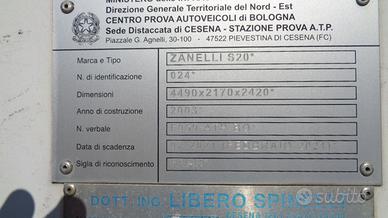 MINISTERO
Direzione Generale Territoriale del Nord - Est
CENTRO PROVA AUTOVEICOLI di BOLOGNA
Sede Distaccata di CESENA - STAZIONE PROVA A.T.P.
Piazzale G. Agnelli, 30-100 - 47522 PIEVESTINA DI CESENA (FC)
Marca e Tipo ZANELLI S20*
N. di identificazione 024*
Dimensioni 4490x2170x2420*
Anno di costruzione 2003*
N. verbale
Data di scadenza
Sigla di riconoscimento
DOTT. ING. LIBERO
subito